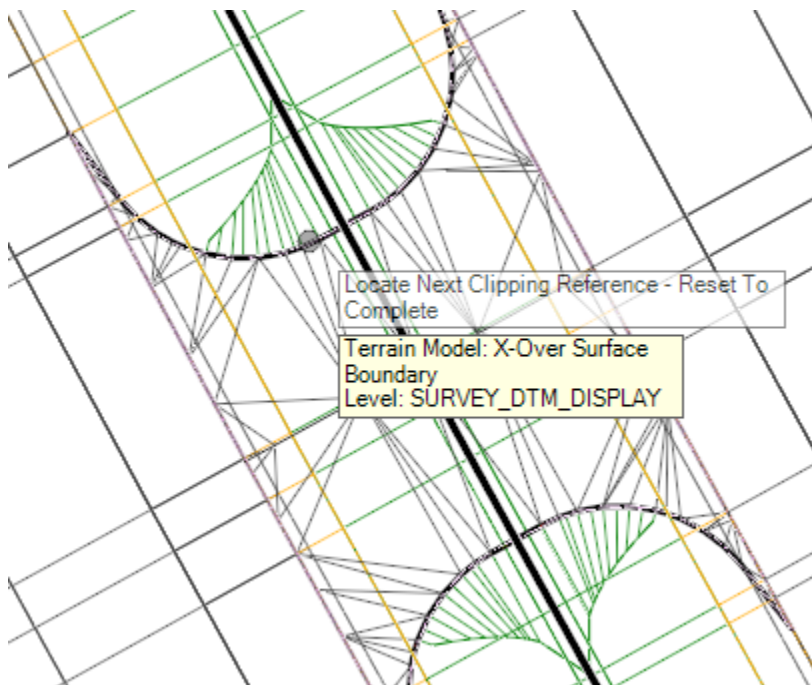 Locate Next Clipping Reference - Reset To
Complete
Terrain Model: X-Over Surface
Boundary
Level: SURVEY_DTM_DISPLAY